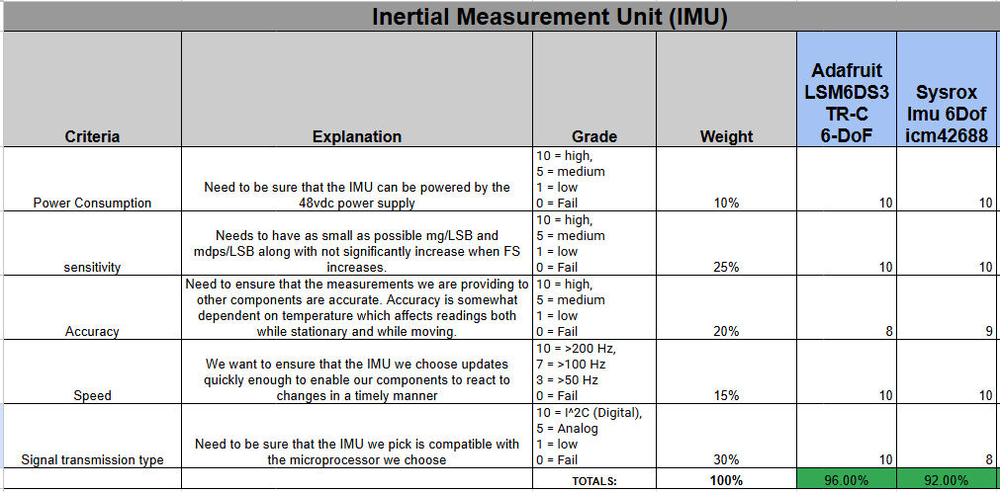 Inertial Measurement Unit (IMU)
Criteria
Explanation
Grade
Weight
Adafruit
LSM6DS3
TR-C
6-DoF
Sysrox
Imu 6Dof
icm42688
Power Consumption
Need to be sure that the IMU can be powered by the
48vdc power supply
10 = high,
5 = medium
1 = low
0 = Fail
10%
10
10
sensitivity
Needs to have as small as possible mg/LSB and
mdps/LSB along with not significantly increase when FS
increases.
10 = high,
5 = medium
1 = low
0 = Fail
25%
10
10
Accuracy
Need to ensure that the measurements we are providing to
other components are accurate. Accuracy is somewhat
dependent on temperature which affects readings both
while stationary and while moving.
10 = high,
5 = medium
1 = low
0 = Fail
20%
8
9
Speed
We want to ensure that the IMU we choose updates
quickly enough to enable our components to react to
changes in a timely manner
10 = >200 Hz,
7 = >100 Hz
3 = >50 Hz
0 = Fail
15%
10
10
Signal transmission type
Need to be sure that the IMU we pick is compatible with
the microprocessor we choose
10 = I^2C (Digital),
5 = Analog
1 = low
0 = Fail
30%
10
8
TOTALS:
100%
96.00%
92.00%